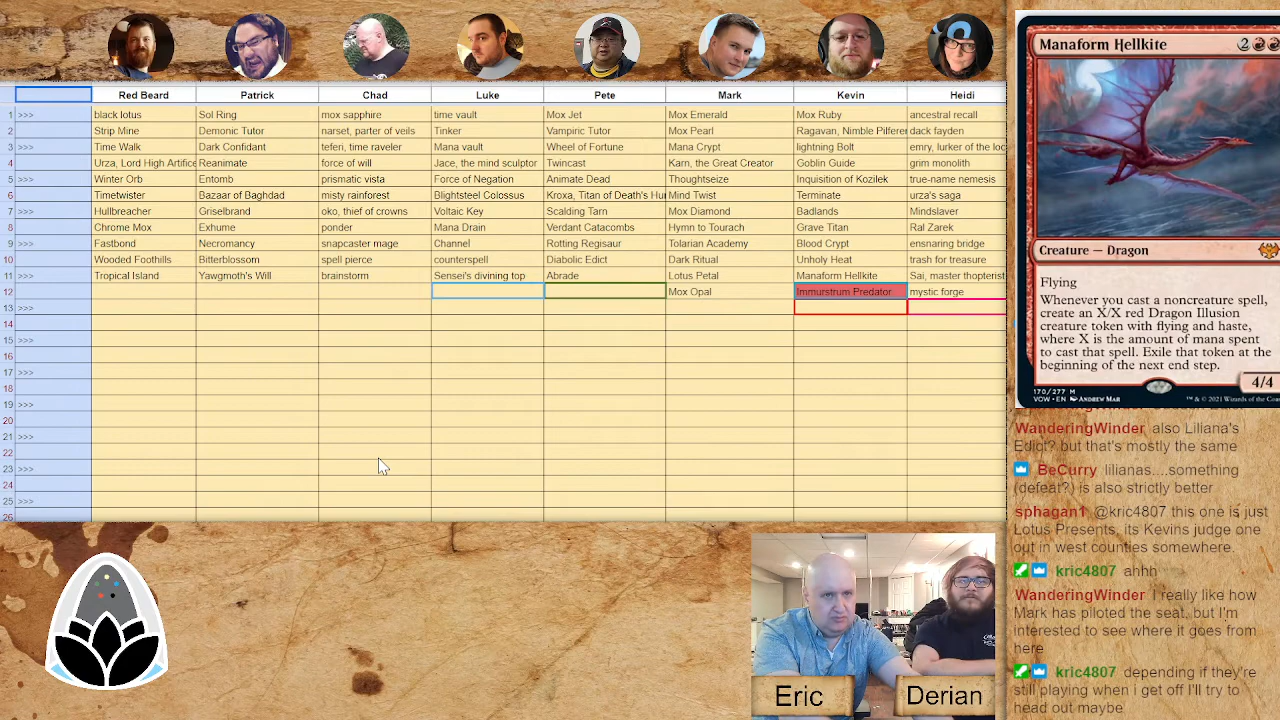 Red Beard Patrick Chad Luke Pete Mark Kevin Heidi
1 >>> black lotus Sol Ring mox sapphire time vault Mox Jet Mox Emerald Mox Ruby ancestral recall
2 Strip Mine Demonic Tutor narset, parter of veils Tinker Vampiric Tutor Mox Pearl Ragavan, Nimble Pilferer dack fayden
3 >>> Time Walk Dark Confidant teferi, time raveler Mana vault Wheel of Fortune Mana Crypt lightning Bolt emry, lurker of the loc
4 Urza, Lord High Artifice Reanimate force of will Jace, the mind sculptor Twincast Karn, the Great Creator Goblin Guide grim monolith
5 >>> Winter Orb Entomb prismatic vista Force of Negation Animate Dead Thoughtseize Inquisition of Kozilek true-name nemesis
6 Timetwister Bazaar of Baghdad misty rainforest Blightsteel Colossus Kroxa, Titan of Death's Hu Mind Twist Terminate urza's saga
7 >>> Hullbreacher Griselbrand oko, thief of crowns Voltaic Key Scalding Tarn Mox Diamond Badlands Mindslaver
8 Chrome Mox Exhume ponder Mana Drain Verdant Catacombs Hymn to Tourach Grave Titan Ral Zarek
9 >>> Fastbond Necromancy snapcaster mage Channel Rotting Regisaur Tolarian Academy Blood Crypt ensnaring bridge
10 Wooded Foothills Bitterblossom spell pierce counterspell Diabolic Edict Dark Ritual Unholy Heat trash for treasure
11 >>> Tropical Island Yawgmoth's Will brainstorm Sensei's divining top Abrade Lotus Petal Manaform Hellkite Sai, master thopterist
12 Mox Opal Immurstrum Predator mystic forge
13 >>>
14
15 >>>
16
17 >>>
18
19 >>>
20
21 >>>
22
23 >>>
24
25 >>>
26
Manaform Hellkite 2
Creature — Dragon
Flying
Whenever you cast a noncreature spell,
create an X/X red Dragon Illusion
creature token with flying and haste,
where X is the amount of mana spent
to cast that spell. Exile that token at the
beginning of the next end step.
4/4
170/277 M
VOW • EN ANDREW MAR ™ & © 2021 Wizards of the
WanderingWinder also Liliana's
Edict? but that's mostly the same
BeCurry lilianas....something
(defeat?) is also strictly better
sphagan1 @kric4807 this one is just
Lotus Presents, its Kevins judge one
out in west counties somewhere.
kric4807 ahhh
WanderingWinder I really like how
Mark has piloted the seat, but I'm
interested to see where it goes from
here
kric4807 depending if they're
still playing when i get off I'll try to
head out maybe
Eric Derian